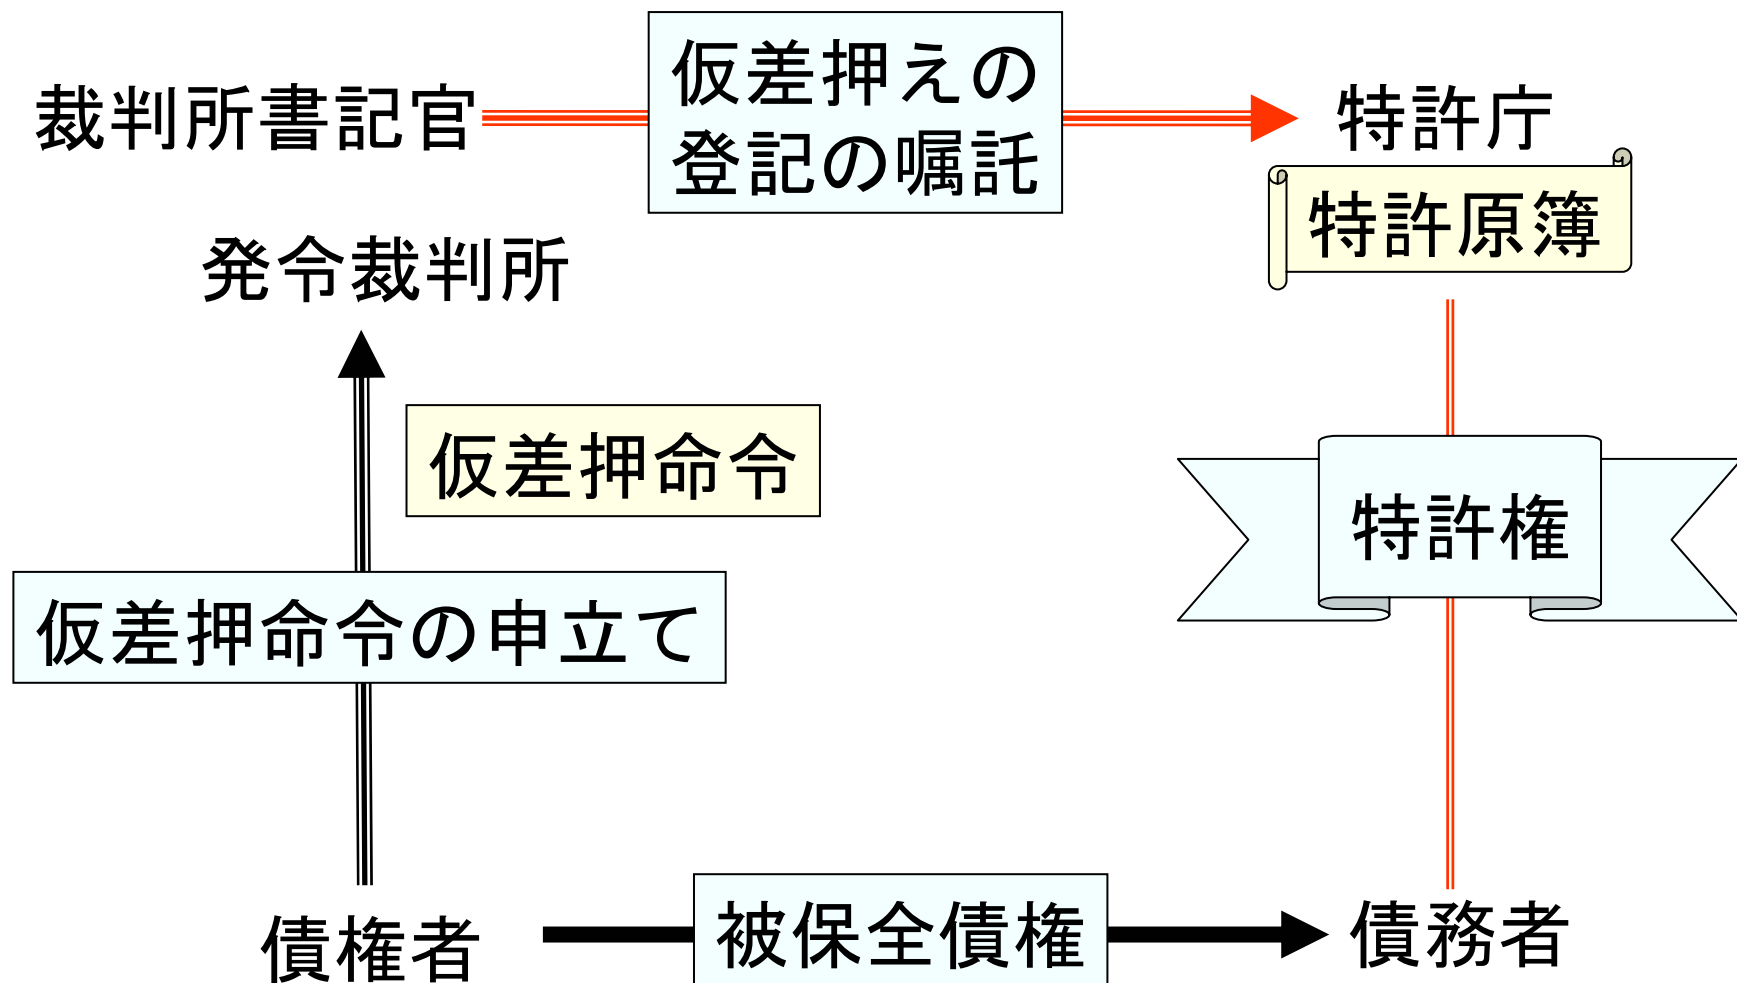 裁判所書記官
仮差押えの
登記の嘱託
特許庁
特許原簿
発令裁判所
仮差押命令
特許権
仮差押命令の申立て
債権者
被保全債権
債務者